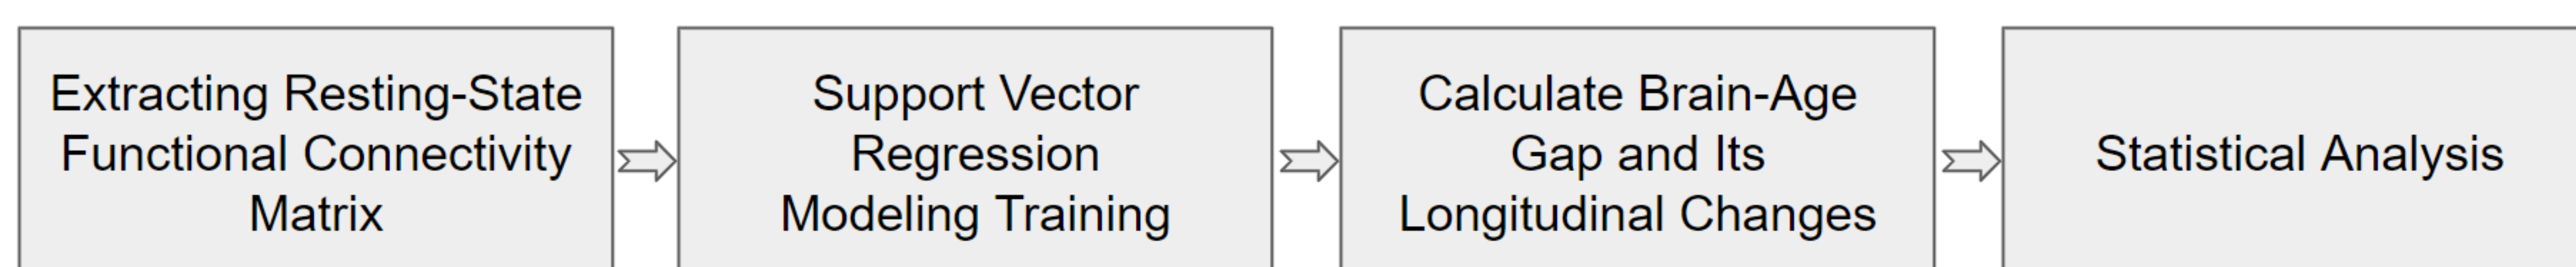 Extracting Resting-State
Functional Connectivity
Matrix
Support Vector
Regression
Modeling Training
Calculate Brain-Age
Gap and Its
Longitudinal Changes
Statistical Analysis